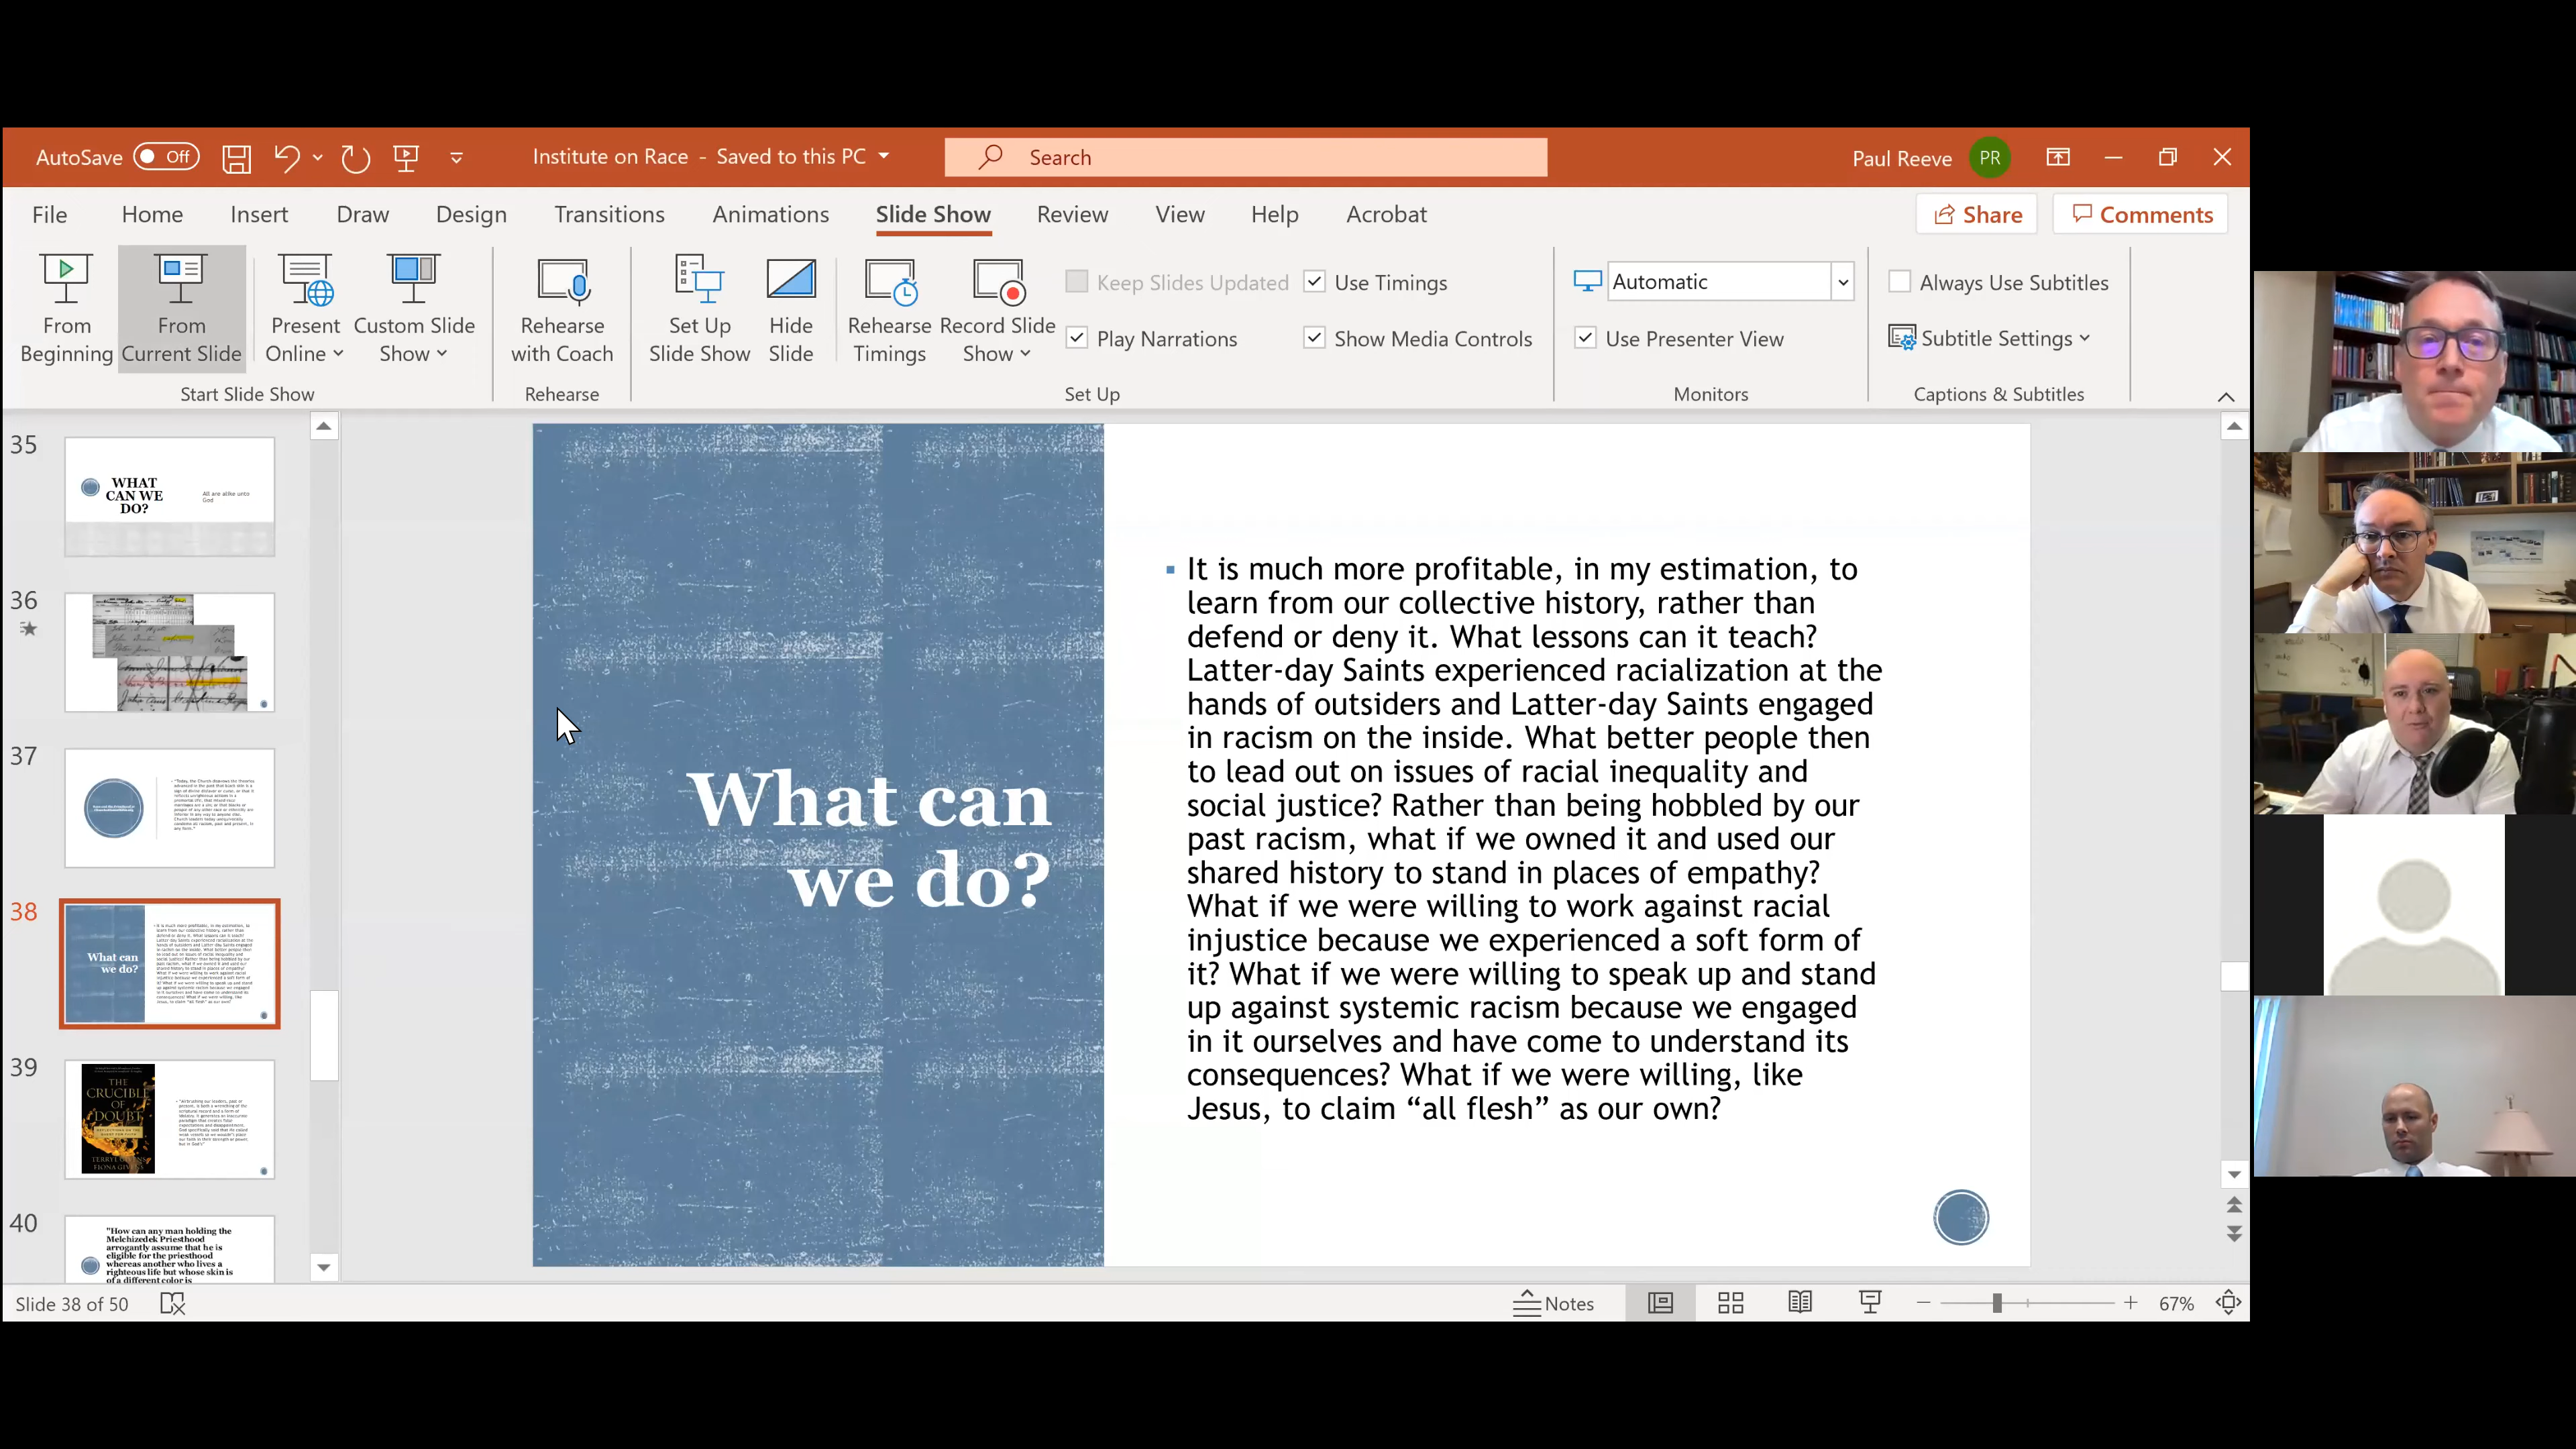 AutoSave Off
Institute on Race - Saved to this PC
Search
Paul Reeve PR
File Home Insert Draw Design Transitions Animations Slide Show Review View Help Acrobat
Share Comments
From Beginning
From Current Slide
Present Online
Custom Slide Show
Start Slide Show
Rehearse with Coach
Rehearse
Set Up Slide Show
Hide Slide
Rehearse Timings
Record Slide Show
Keep Slides Updated
Use Timings
Play Narrations
Show Media Controls
Set Up
Automatic
Use Presenter View
Monitors
Always Use Subtitles
Subtitle Settings
Captions & Subtitles
35
WHAT
CAN WE
DO?
All are alike unto
God
36
37
38
What can
we do?
39
THE
CRUCIBLE
OF
DOUBT
40
"How can any man holding the
Melchizedek Priesthood
arrogantly assume that he is
eligible for the priesthood
whereas another who lives a
righteous life but whose skin is
of a different color is
What can
we do?
It is much more profitable, in my estimation, to
learn from our collective history, rather than
defend or deny it. What lessons can it teach?
Latter-day Saints experienced racialization at the
hands of outsiders and Latter-day Saints engaged
in racism on the inside. What better people then
to lead out on issues of racial inequality and
social justice? Rather than being hobbled by our
past racism, what if we owned it and used our
shared history to stand in places of empathy?
What if we were willing to work against racial
injustice because we experienced a soft form of
it? What if we were willing to speak up and stand
up against systemic racism because we engaged
in it ourselves and have come to understand its
consequences? What if we were willing, like
Jesus, to claim “all flesh” as our own?
Slide 38 of 50
Notes
67%